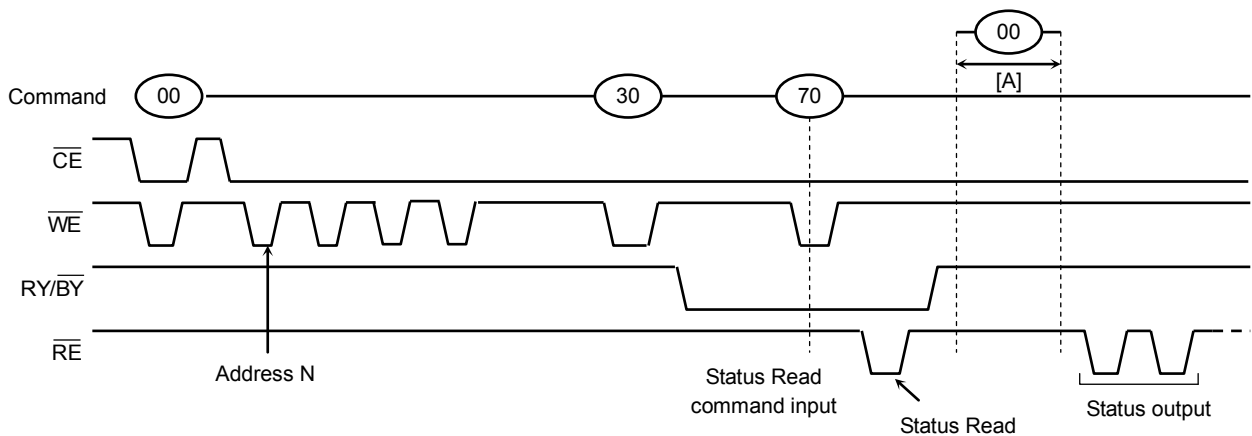 00
[A]
Command
00
30
70
CE
WE
RY/BY
RE
Address N
Status Read
command input
Status Read
Status output